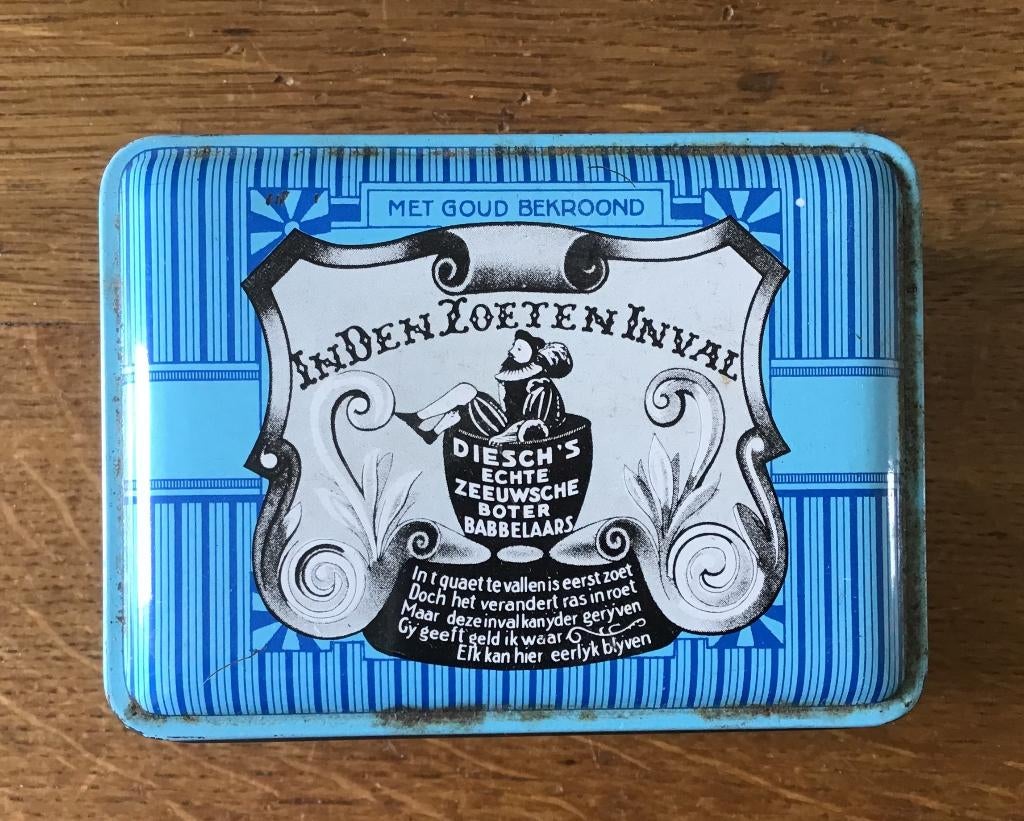 MET GOUD BEKROOND
IN DEN ZOETEN INVAL
DIESCH'S
ECHTE
ZEEUWSCHE
BOTER
BABBELAARS
In t quaet te vallen is eerst zoet
Doch het verandert ras in roet
Maar deze inval kan yder geryven
Gy geeft geld ik waar
Elk kan hier eerlyk blyven